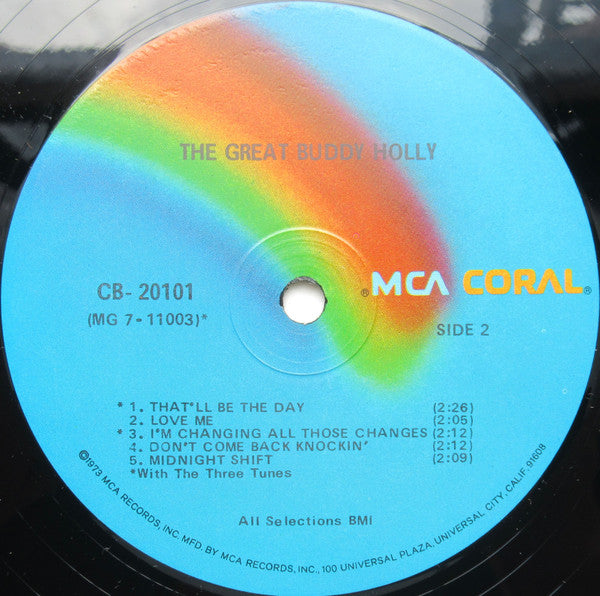 THE GREAT BUDDY HOLLY
®MCA CORAL®
CB- 20101
(MG 7-11003)*
SIDE 2
* 1. THAT'LL BE THE DAY (2:26)
2. LOVE ME (2:05)
* 3. I'M CHANGING ALL THOSE CHANGES (2:12)
4. DON'T COME BACK KNOCKIN' (2:12)
5. MIDNIGHT SHIFT (2:09)
*With The Three Tunes
All Selections BMI
©1973 MCA RECORDS, INC MFD. BY MCA RECORDS, INC., 100 UNIVERSAL PLAZA, UNIVERSAL CITY, CALIF. 91608